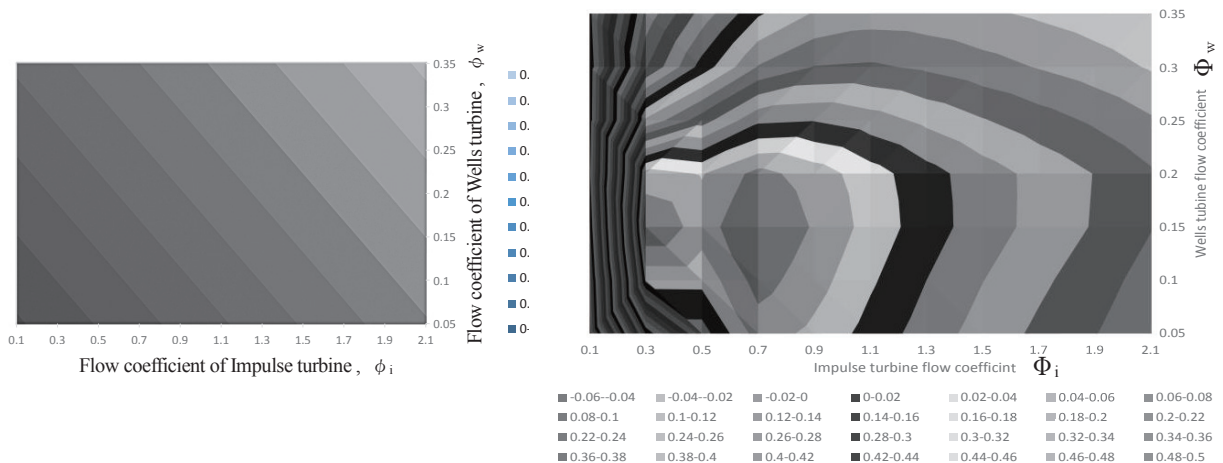 0.35
0.3
0.25
0.2
0.15
0.1
0.05
0.1 0.3 0.5 0.7 0.9 1.1 1.3 1.5 1.7 1.9 2.1
Flow coefficient of Impulse turbine , ϕ i
Flow coefficient of Wells turbine , ϕ w
0.
0.
0.
0.
0.
0.
0.
0.
0.
0.
0-
0.35
0.3
0.25
0.2
0.15
0.1
0.05
Wells tubine flow coefficient Φ w
0.1 0.3 0.5 0.7 0.9 1.1 1.3 1.5 1.7 1.9 2.1
Impulse turbine flow coefficint Φ i
-0.06--0.04 -0.04--0.02 -0.02-0 0-0.02 0.02-0.04 0.04-0.06 0.06-0.08
0.08-0.1 0.1-0.12 0.12-0.14 0.14-0.16 0.16-0.18 0.18-0.2 0.2-0.22
0.22-0.24 0.24-0.26 0.26-0.28 0.28-0.3 0.3-0.32 0.32-0.34 0.34-0.36
0.36-0.38 0.38-0.4 0.4-0.42 0.42-0.44 0.44-0.46 0.46-0.48 0.48-0.5